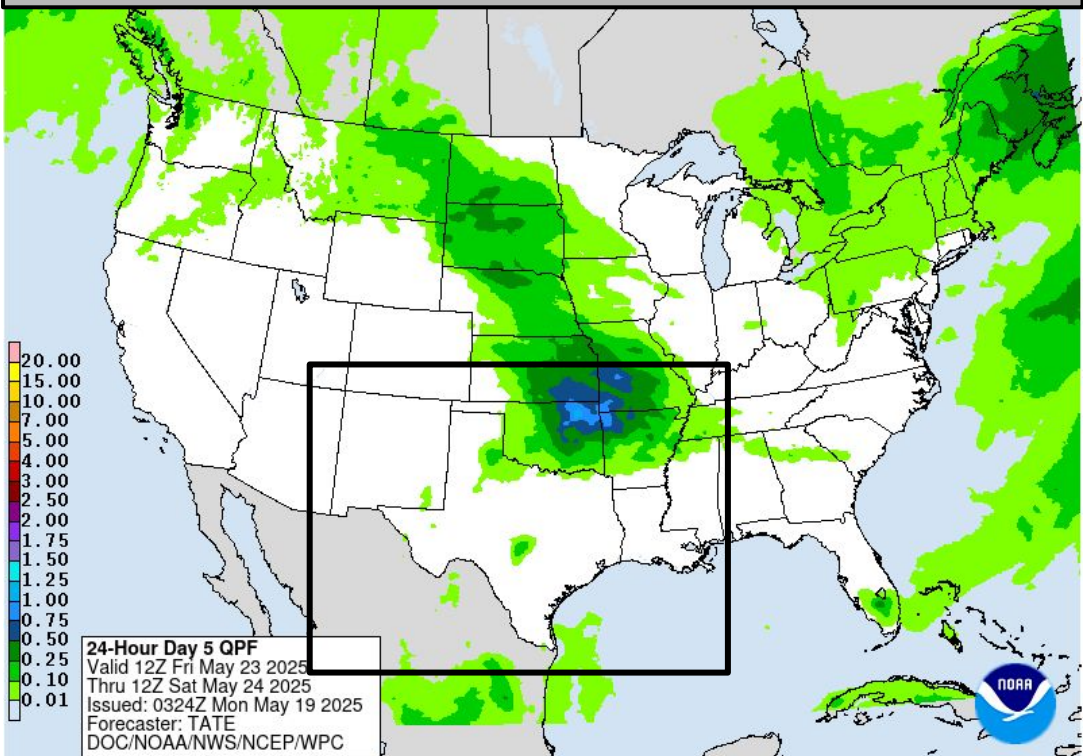 20.00
15.00
10.00
7.00
5.00
4.00
3.00
2.50
2.00
1.75
1.50
1.25
1.00
0.75
0.50
0.25
0.10
0.01
24-Hour Day 5 QPF
Valid 12Z Fri May 23 2025
Thru 12Z Sat May 24 2025
Issued: 0324Z Mon May 19 2025
Forecaster: TATE
DOC/NOAA/NWS/NCEP/WPC
NOAA